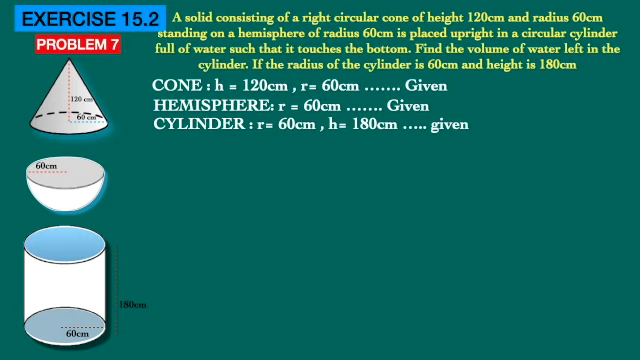 EXERCISE 15.2
PROBLEM 7
A solid consisting of a right circular cone of height 120cm and radius 60cm
standing on a hemisphere of radius 60cm is placed upright in a circular cylinder
full of water such that it touches the bottom. Find the volume of water left in the
cylinder. If the radius of the cylinder is 60cm and height is 180cm
CONE : h = 120cm , r= 60cm ……. Given
HEMISPHERE: r = 60cm ……. Given
CYLINDER : r= 60cm , h= 180cm ….. given
120 cm
60 cm
60cm
180cm
60cm